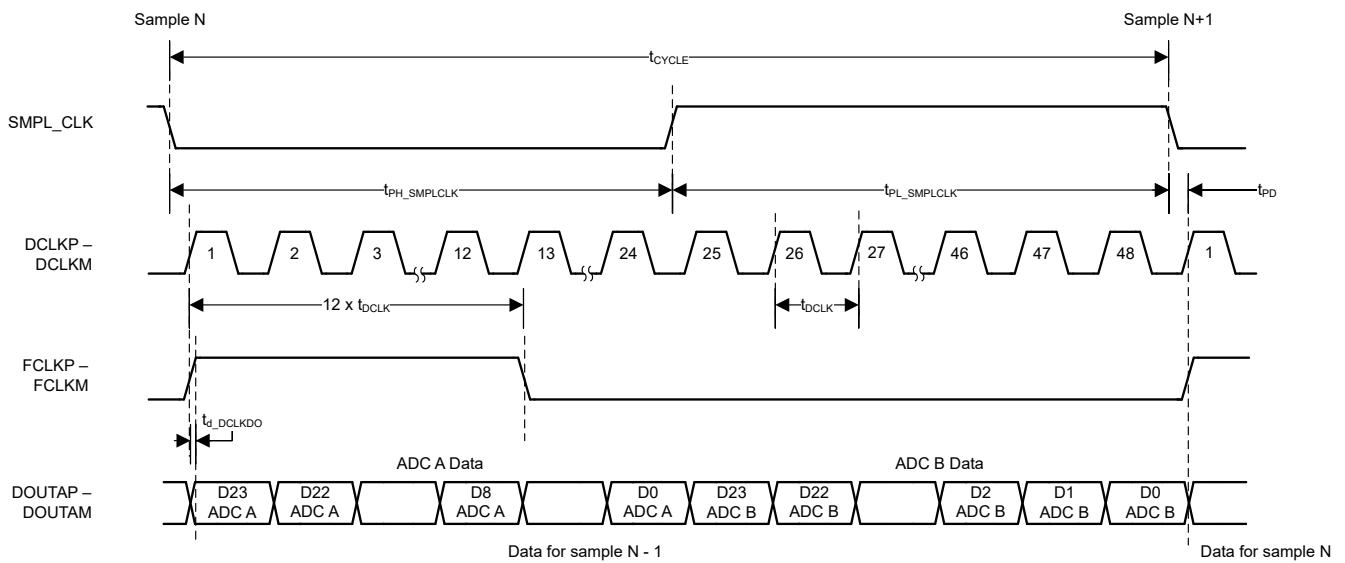 Sample N
Sample N+1
tCYCLE
SMPL_CLK
tPH_SMPLCLK
tPL_SMPLCLK
tPD
DCLKP –
DCLKM
1
2
3
12
13
24
25
26
27
46
47
48
1
12 x tDCLK
tDCLK
FCLKP –
FCLKM
td_DCLKDO
ADC A Data
ADC B Data
DOUTAP –
DOUTAM
D23
ADC A
D22
ADC A
D8
ADC A
D0
ADC A
D23
ADC B
D22
ADC B
D2
ADC B
D1
ADC B
D0
ADC B
Data for sample N - 1
Data for sample N